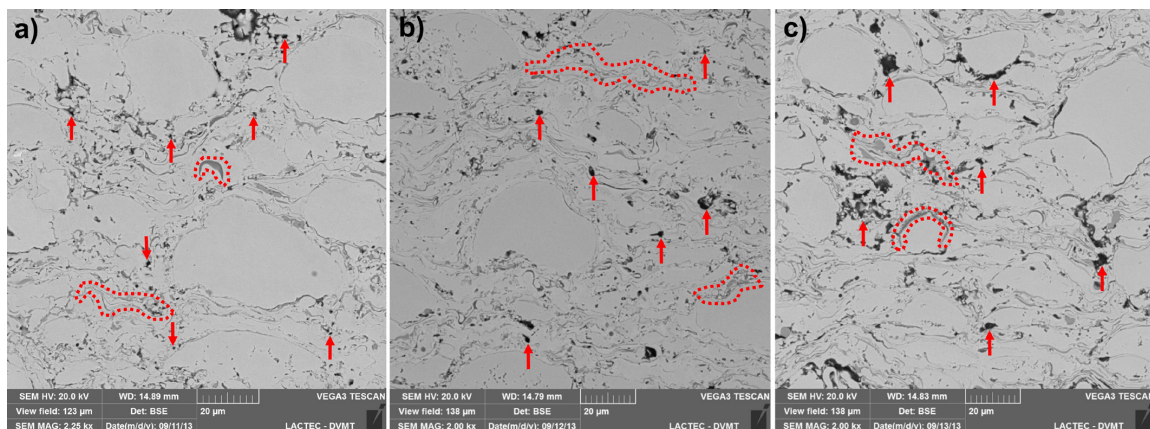 a)
b)
c)
SEM HV: 20.0 kV WD: 14.89 mm VEGA3 TESCAN
View field: 123 µm Det: BSE 20 µm
SEM MAG: 2.25 kx Date(m/d/y): 09/11/13 LACTEC - DVMT
SEM HV: 20.0 kV WD: 14.79 mm VEGA3 TESCAN
View field: 138 µm Det: BSE 20 µm
SEM MAG: 2.00 kx Date(m/d/y): 09/12/13 LACTEC - DVMT
SEM HV: 20.0 kV WD: 14.83 mm VEGA3 TESCAN
View field: 138 µm Det: BSE 20 µm
SEM MAG: 2.00 kx Date(m/d/y): 09/13/13 LACTEC - DVMT